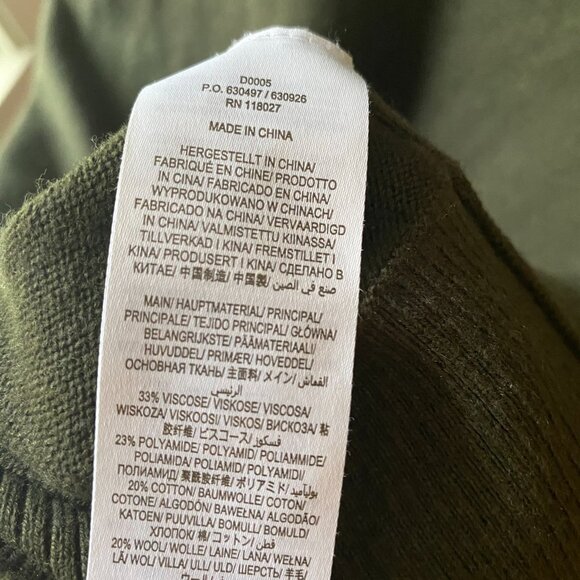 D0005
P.O. 630497 / 630926
RN 118027
MADE IN CHINA
HERGESTELLT IN CHINA/
FABRIQUÉ EN CHINE/ PRODOTTO
IN CINA/ FABRICADO EN CHINA/
WYPRODUKOWANO W CHINACH/
FABRICADO NA CHINA/ VERVAARDIGD
IN CHINA/ VALMISTETTU KIINASSA/
TILLVERKAD I KINA/ FREMSTILLET I
KINA/ PRODUSERT I KINA/ СДЕЛАНО В
КИТАЕ/ 中国制造/ 中国製/ صنع في الصين
MAIN/ HAUPTMATERIAL/ PRINCIPAL/
PRINCIPALE/ TEJIDO PRINCIPAL/ GŁÓWNA/
BELANGRIJKSTE/ PÄÄMATERIAALI/
HUVUDDEL/ PRIMÆR/ HOVEDDEL/
ОСНОВНАЯ ТКАНЬ/ 主面料/ メイン/ القماش
الرئيسي
33% VISCOSE/ VISKOSE/ VISCOSA/
WISKOZA/ VISKOOSI/ VISKOS/ ВИСКОЗА/ 粘
胶纤维/ ビスコース/ فسكوز
23% POLYAMIDE/ POLYAMID/ POLIAMMIDE/
POLIAMIDA/ POLIAMID/ POLYAMIDI/
ПОЛИАМИД/ 聚酰胺纤维/ ポリアミド/ بولياميد
20% COTTON/ BAUMWOLLE/ COTON/
COTONE/ ALGODÓN/ BAWEŁNA/ ALGODÃO/
KATOEN/ PUUVILLA/ BOMULL/ BOMULD/
ХЛОПОК/ 棉/ コットン/ قطن
20% WOOL/ WOLLE/ LAINE/ LANA/ WEŁNA/
LÃ/ WOL/ VILLA/ ULL/ ULD/ ШЕРСТЬ/ 羊毛/